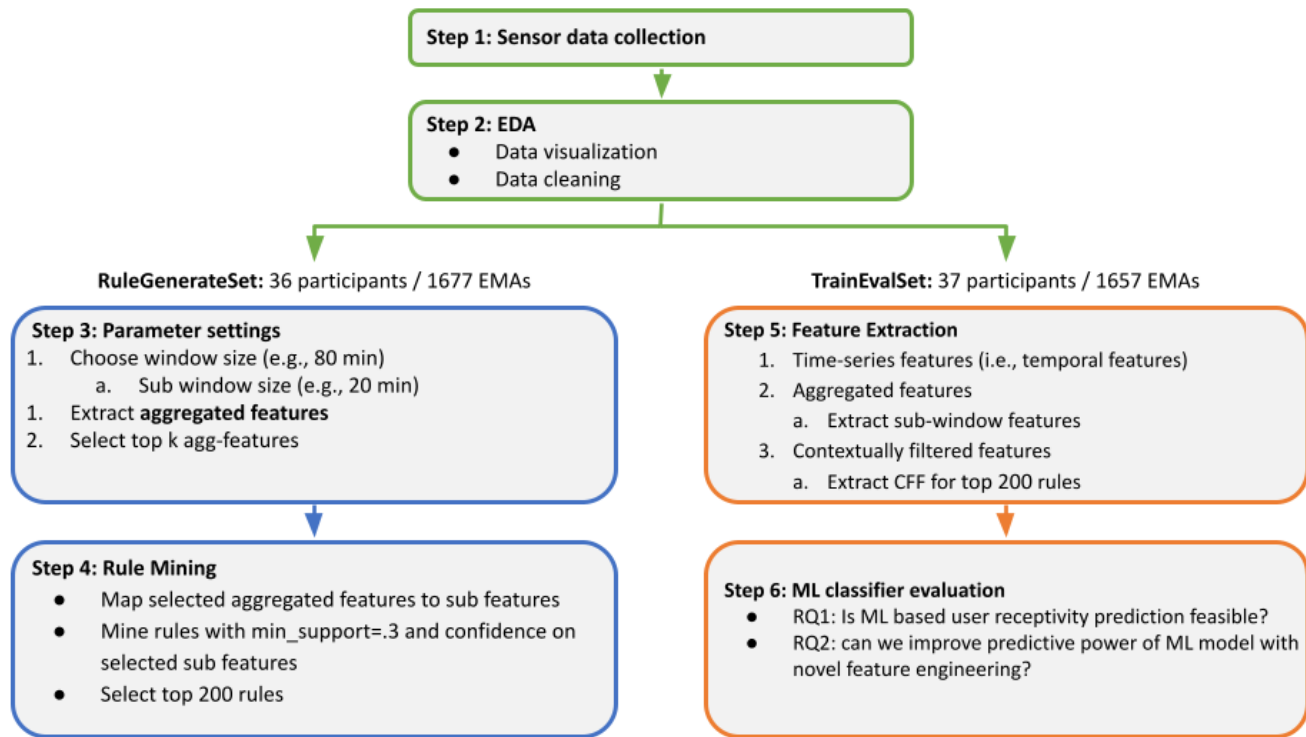 Step 1: Sensor data collection
Step 2: EDA
● Data visualization
● Data cleaning
RuleGenerateSet: 36 participants / 1677 EMAs
Step 3: Parameter settings
1. Choose window size (e.g., 80 min)
a. Sub window size (e.g., 20 min)
1. Extract aggregated features
2. Select top k agg-features
Step 4: Rule Mining
● Map selected aggregated features to sub features
● Mine rules with min_support=.3 and confidence on
selected sub features
● Select top 200 rules
TrainEvalSet: 37 participants / 1657 EMAs
Step 5: Feature Extraction
1. Time-series features (i.e., temporal features)
2. Aggregated features
a. Extract sub-window features
3. Contextually filtered features
a. Extract CFF for top 200 rules
Step 6: ML classifier evaluation
● RQ1: Is ML based user receptivity prediction feasible?
● RQ2: can we improve predictive power of ML model with
novel feature engineering?